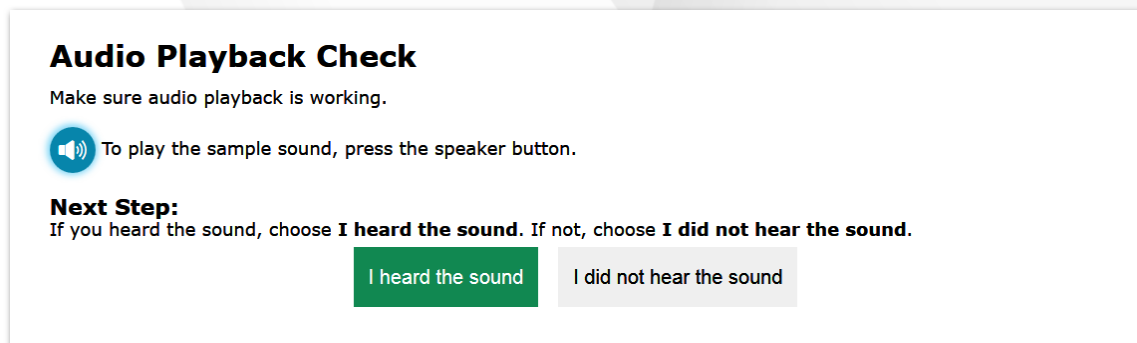 Audio Playback Check
Make sure audio playback is working.
To play the sample sound, press the speaker button.
Next Step:
If you heard the sound, choose I heard the sound. If not, choose I did not hear the sound.
I heard the sound
I did not hear the sound